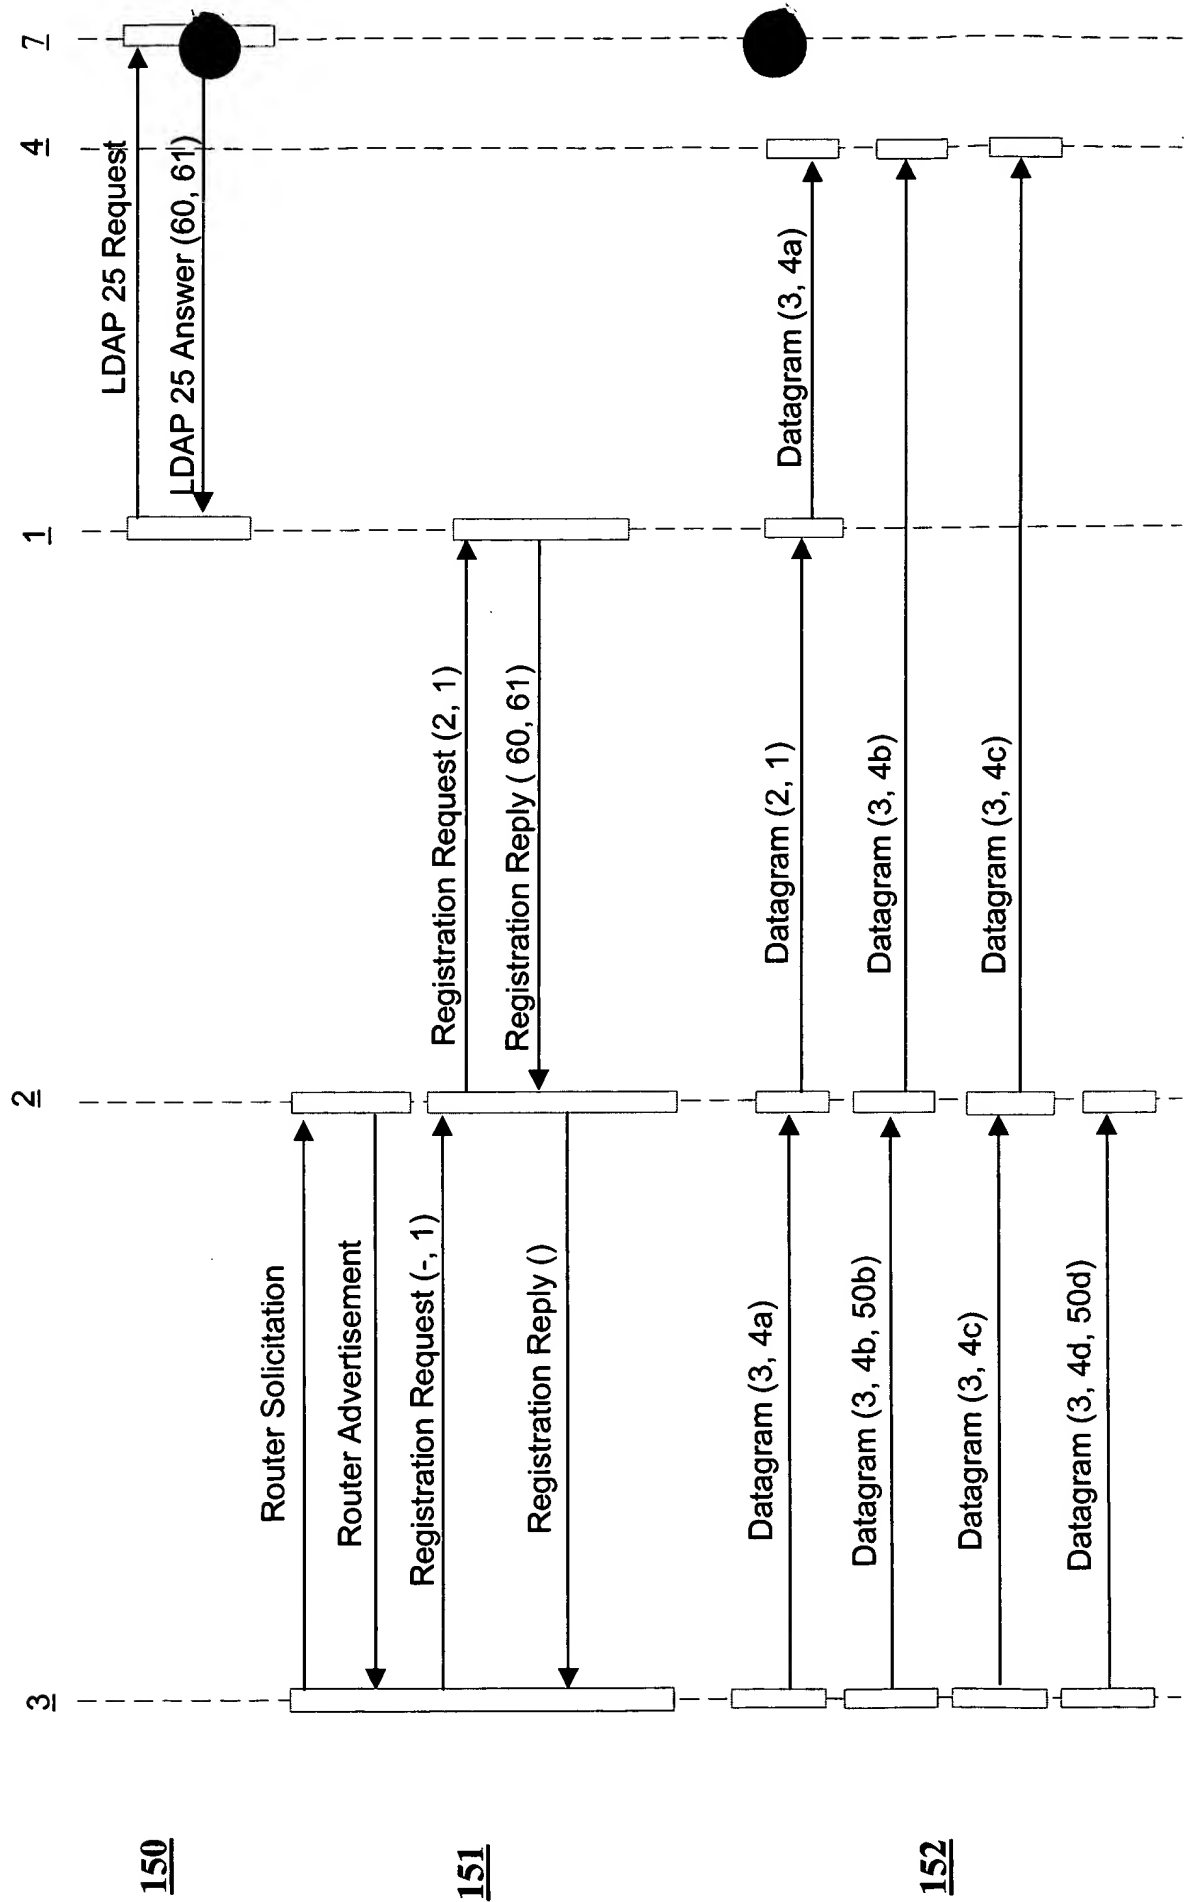 3
2
1
4
7
150
LDAP 25 Request
LDAP 25 Answer (60, 61)
151
Router Solicitation
Router Advertisement
Registration Request (-, 1)
Registration Request (2, 1)
Registration Reply ( 60, 61)
Registration Reply ()
152
Datagram (3, 4a)
Datagram (2, 1)
Datagram (3, 4a)
Datagram (3, 4b, 50b)
Datagram (3, 4b)
Datagram (3, 4c)
Datagram (3, 4c)
Datagram (3, 4d, 50d)